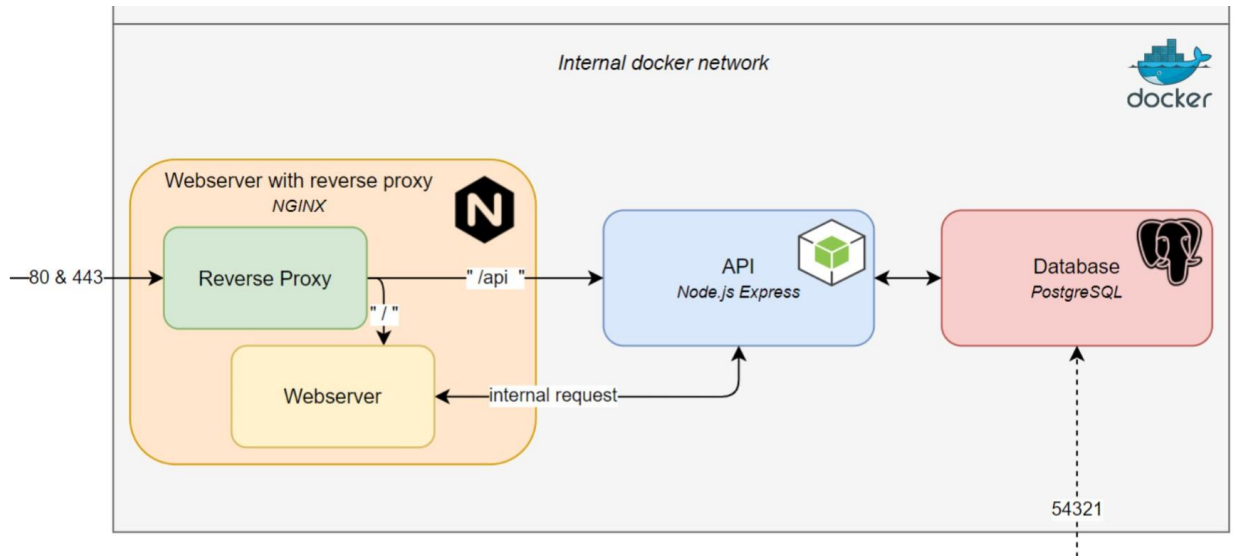 Internal docker network
docker
Webserver with reverse proxy
NGINX
N
80 & 443
Reverse Proxy
" /api  "
" / "
Webserver
internal request
API
Node.js Express
Database
PostgreSQL
54321